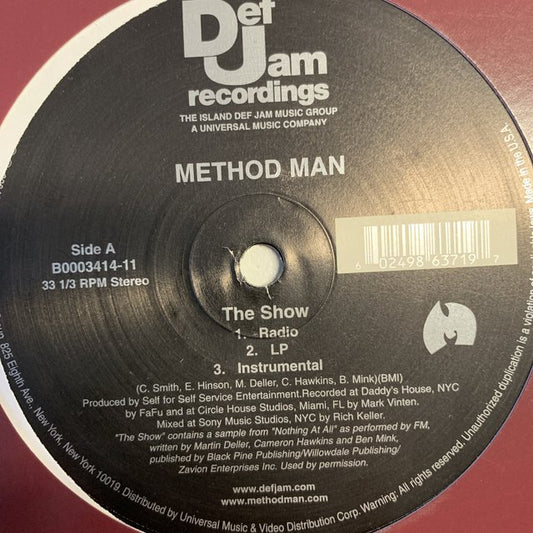 Def
Jam
recordings
THE ISLAND DEF JAM MUSIC GROUP
A UNIVERSAL MUSIC COMPANY
METHOD MAN
Side A
B0003414-11
33 1/3 RPM Stereo
6 02498 63719 7
The Show
1. Radio
2. LP
3. Instrumental
(C. Smith, E. Hinson, M. Deller, C. Hawkins, B. Mink)(BMI)
Produced by Self for Self Service Entertainment.Recorded at Daddy's House, NYC
by FaFu and at Circle House Studios, Miami, FL by Mark Vinten.
Mixed at Sony Music Studios, NYC by Rich Keller.
"The Show" contains a sample from "Nothing At All" as performed by FM,
written by Martin Deller, Cameron Hawkins and Ben Mink,
published by Black Pine Publishing/Willowdale Publishing/
Zavion Enterprises Inc. Used by permission.
www.defjam.com
www.methodman.com
825 Eighth Ave., New York, New York 10019. Distributed by Universal Music & Video Distribution Corp. Warning: All rights reserved. Unauthorized duplication is a violation of
Made in the U.S.A.